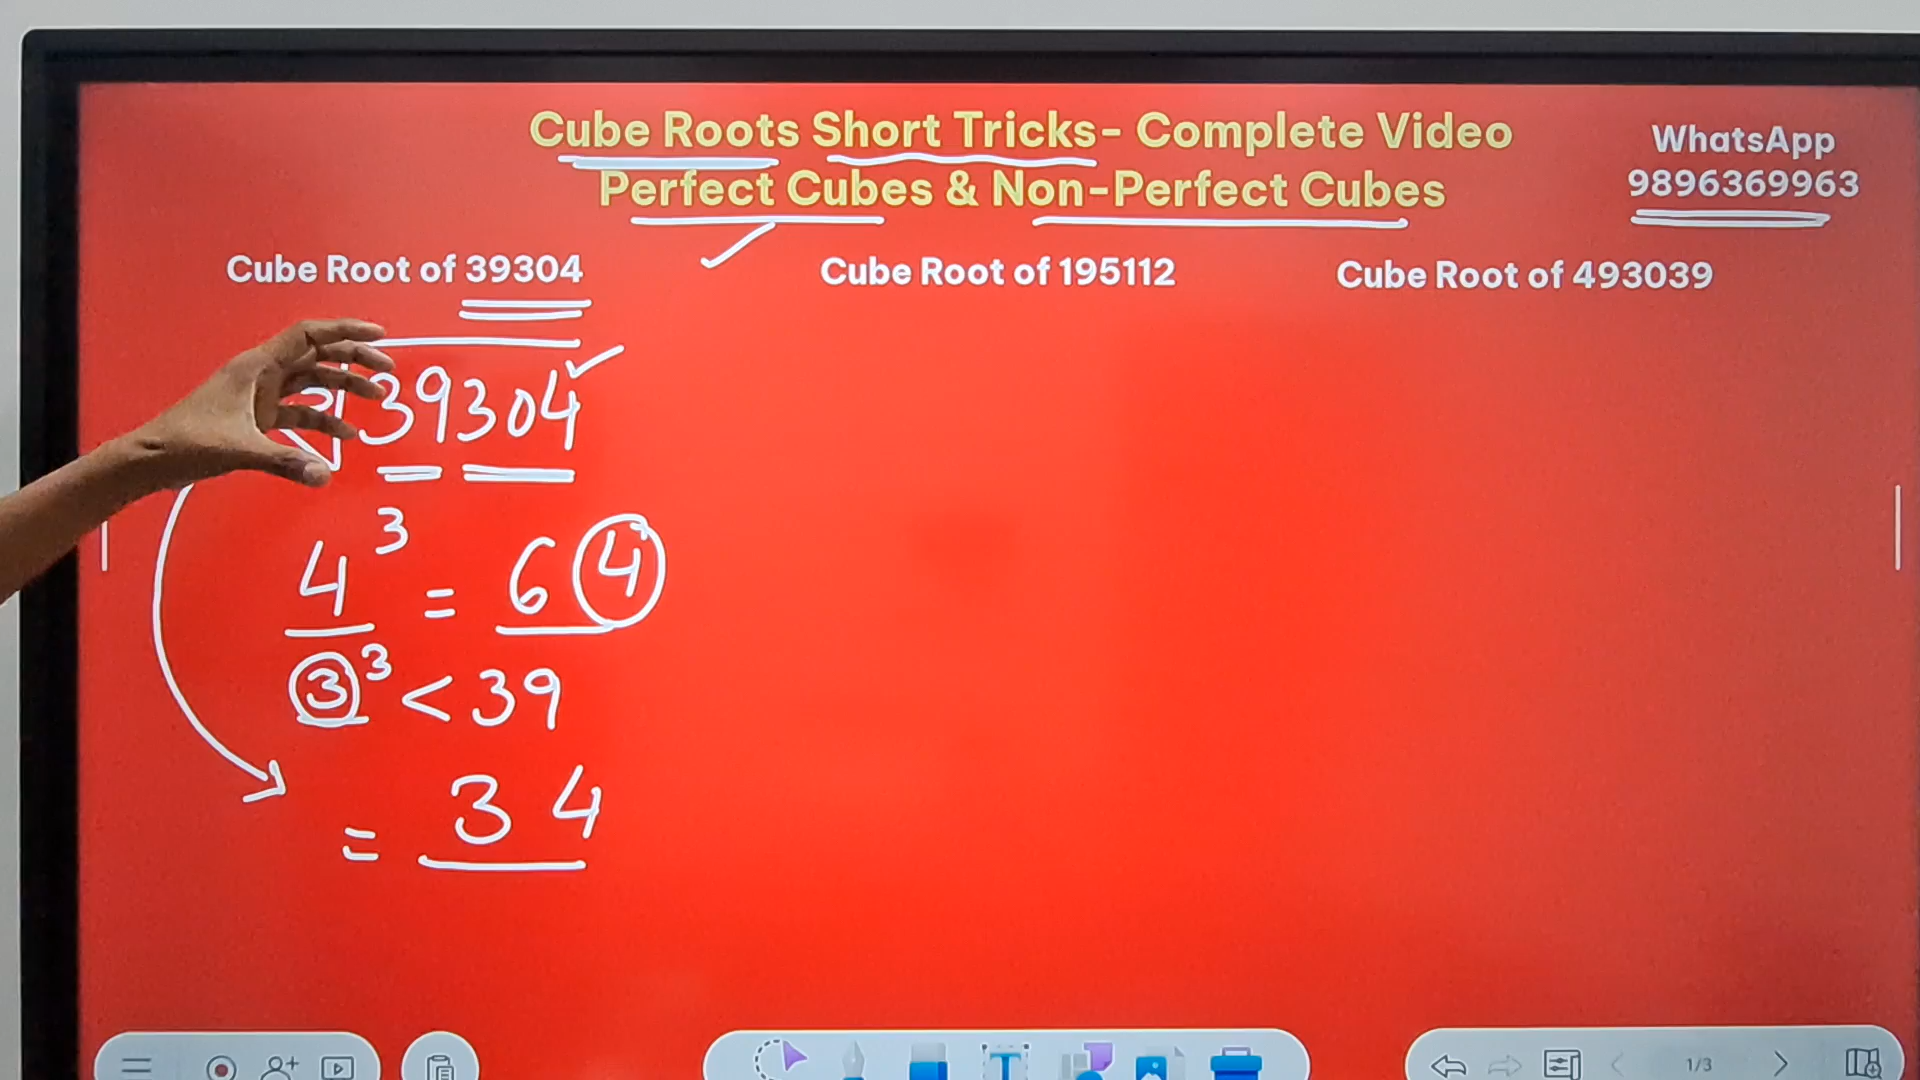 Cube Roots Short Tricks- Complete Video
Perfect Cubes & Non-Perfect Cubes
WhatsApp
9896369963
Cube Root of 39304
Cube Root of 195112
Cube Root of 493039
39304
4³ = 64
3³ < 39
= 34
1/3